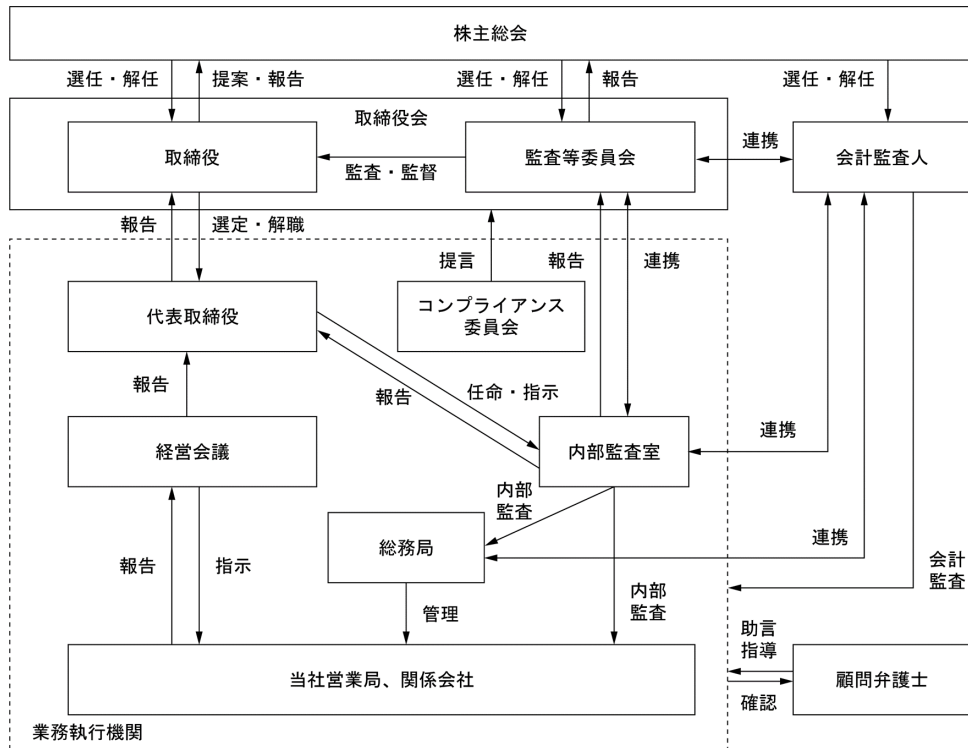 株主総会
選任・解任
提案・報告
選任・解任
報告
選任・解任
取締役会
取締役
監査等委員会
会計監査人
監査・監督
連携
報告
選定・解職
提言
報告
連携
代表取締役
コンプライアンス
委員会
報告
報告
任命・指示
経営会議
内部監査室
連携
内部
監査
総務局
連携
報告
指示
管理
内部
監査
会計
監査
助言
指導
当社営業局、関係会社
顧問弁護士
確認
業務執行機関